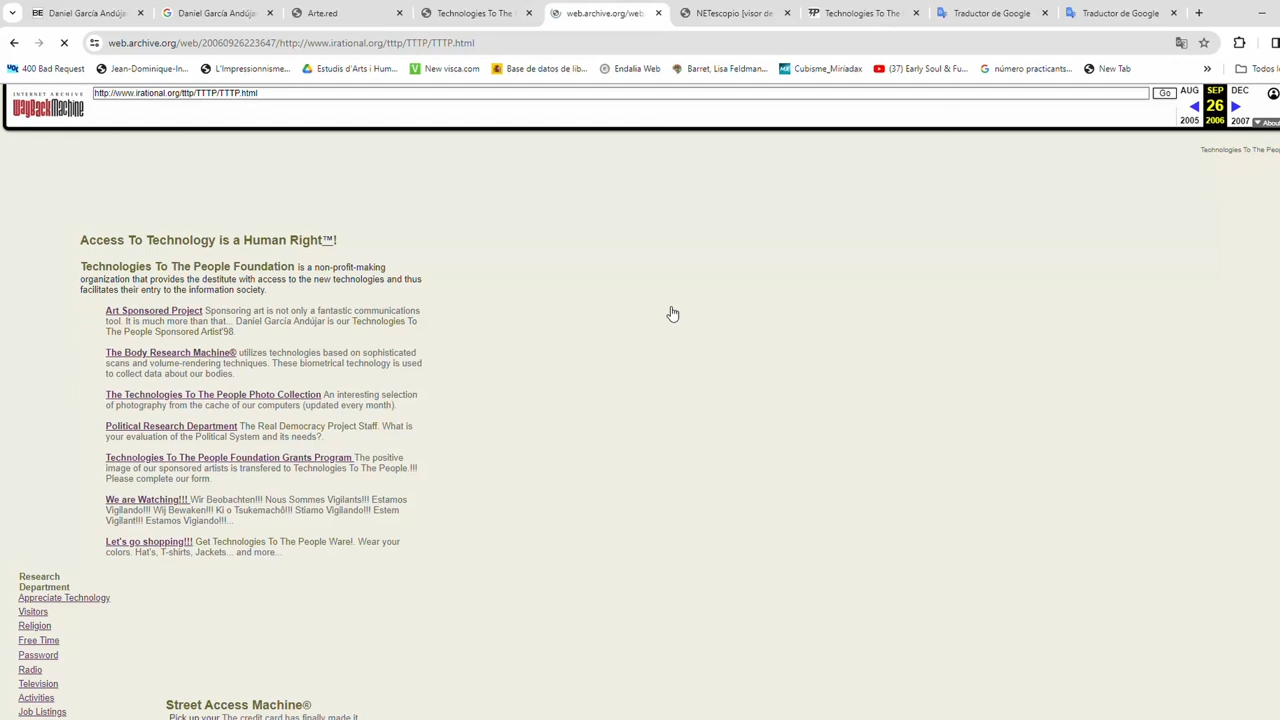 Daniel García Andújar
Daniel García Andújar
Arte.red
Technologies To The
web.archive.org/web
NETescopio [visor de
Technologies To The
Traductor de Google
Traductor de Google
web.archive.org/web/20060926223647/http://www.irational.org/tttp/TTTP/TTTP.html
400 Bad Request
Jean-Dominique-In...
L'Impressionnisme...
Estudis d'Arts i Hum...
New visca.com
Base de datos de lib...
Endalia Web
Barret, Lisa Feldman...
Cubisme_Miríadax
(37) Early Soul & Fu...
número practicants...
New Tab
Todos
INTERNET ARCHIVE
WayBackMachine
http://www.irational.org/tttp/TTTP/TTTP.html
Go
AUG SEP DEC
26
2005 2006 2007
About
Technologies To The
Access To Technology is a Human Right™!
Technologies To The People Foundation is a non-profit-making
organization that provides the destitute with access to the new technologies and thus
facilitates their entry to the information society.
Art Sponsored Project Sponsoring art is not only a fantastic communications
tool. It is much more than that... Daniel García Andújar is our Technologies To
The People Sponsored Artist'98.
The Body Research Machine® utilizes technologies based on sophisticated
scans and volume-rendering techniques. These biometrical technology is used
to collect data about our bodies.
The Technologies To The People Photo Collection An interesting selection
of photography from the cache of our computers (updated every month).
Political Research Department The Real Democracy Project Staff. What is
your evaluation of the Political System and its needs?.
Technologies To The People Foundation Grants Program The positive
image of our sponsored artists is transfered to Technologies To The People.!!!
Please complete our form.
We are Watching!!! Wir Beobachten!!! Nous Sommes Vigilants!!! Estamos
Vigilando!!! Wij Bewaken!!! Ki o Tsukemachô!!! Stiamo Vigilando!!! Estem
Vigilant!!! Estamos Vigiando!!!...
Let's go shopping!!! Get Technologies To The People Ware!. Wear your
colors. Hat's, T-shirts, Jackets... and more...
Research
Department
Appreciate Technology
Visitors
Religion
Free Time
Password
Radio
Television
Activities
Job Listings
Street Access Machine®
Pick up your The credit card has finally made it